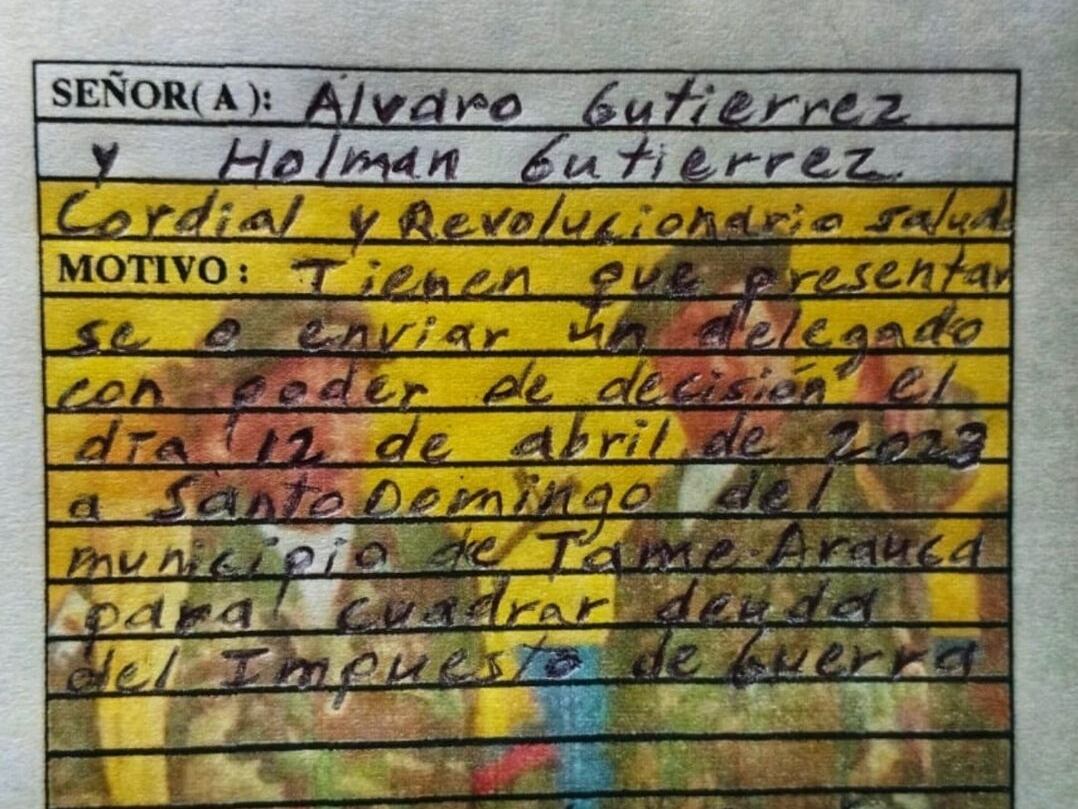 SEÑOR(A): Alvaro Gutierrez
y Holman Gutierrez
Cordial y Revolucionario salud
MOTIVO: Tienen que presentar
se o enviar un delegado
con poder de decisión el
día 12 de abril de 2023
a Santo Domingo del
municipio de Tame-Arauca
para cuadrar deuda
del Impuesto de Guerra